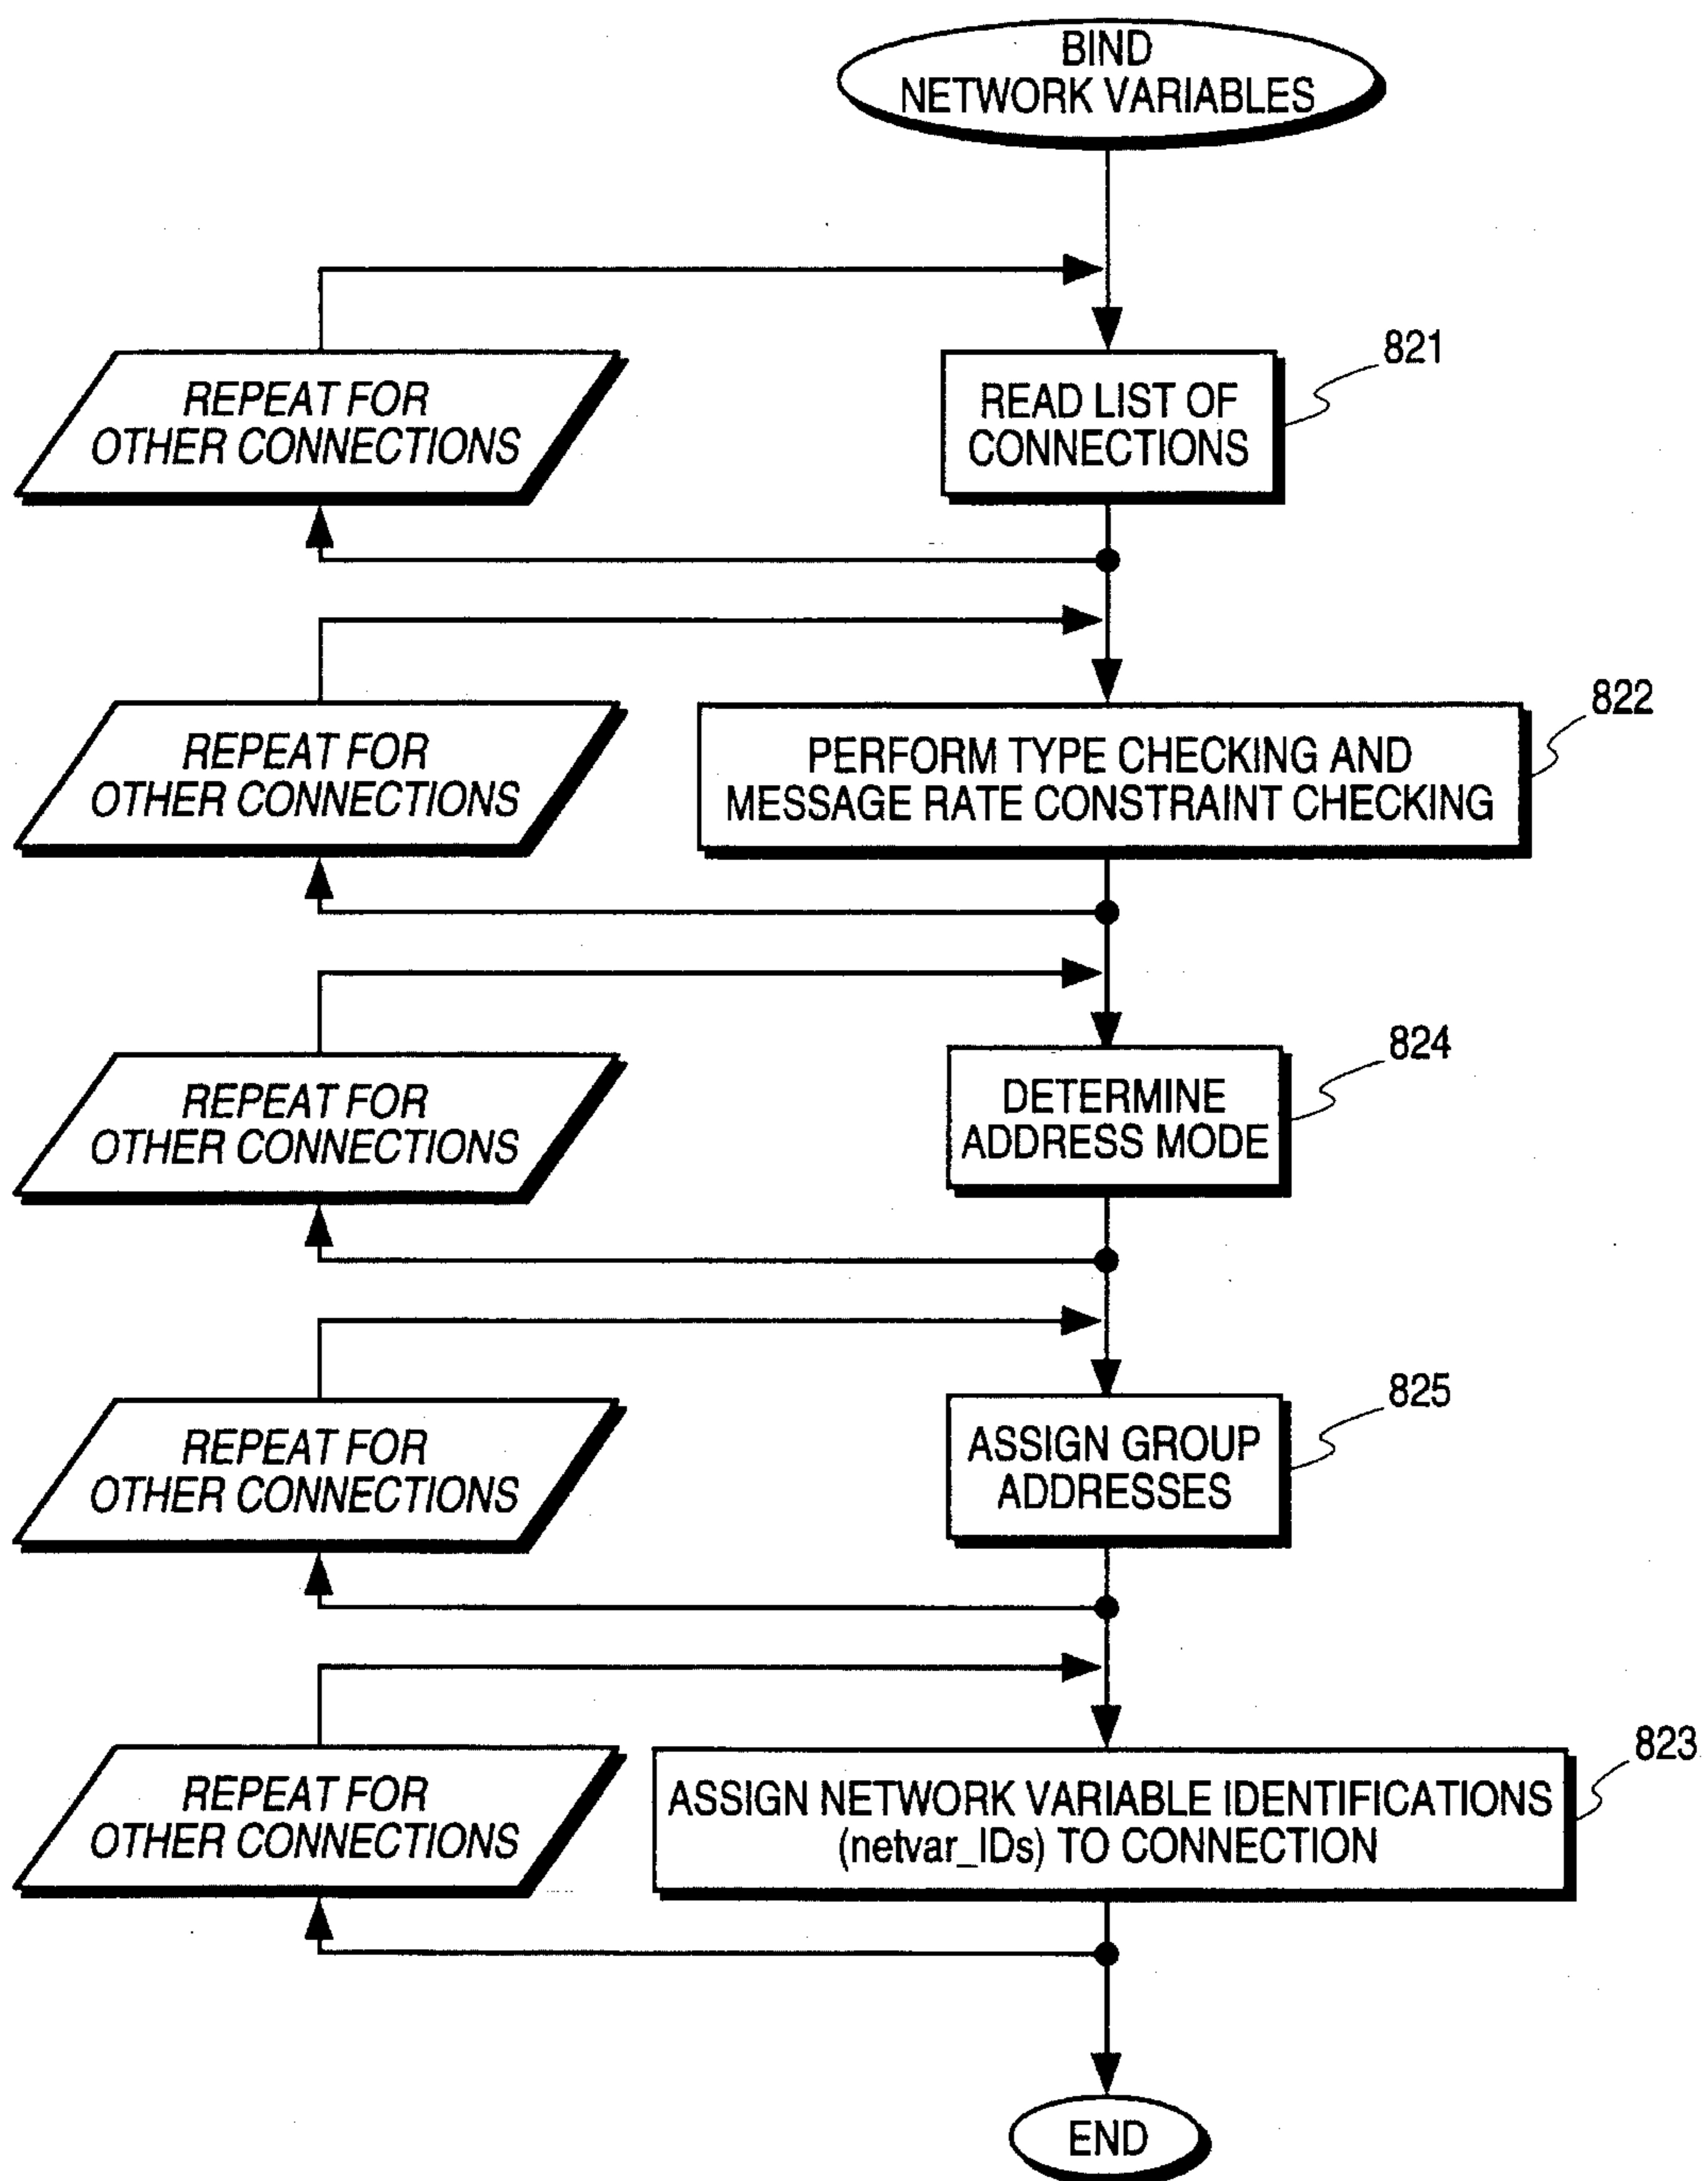 BIND
NETWORK VARIABLES
REPEAT FOR
OTHER CONNECTIONS
READ LIST OF
CONNECTIONS
821
REPEAT FOR
OTHER CONNECTIONS
PERFORM TYPE CHECKING AND
MESSAGE RATE CONSTRAINT CHECKING
822
REPEAT FOR
OTHER CONNECTIONS
DETERMINE
ADDRESS MODE
824
REPEAT FOR
OTHER CONNECTIONS
ASSIGN GROUP
ADDRESSES
825
REPEAT FOR
OTHER CONNECTIONS
ASSIGN NETWORK VARIABLE IDENTIFICATIONS
(netvar_IDs) TO CONNECTION
823
END